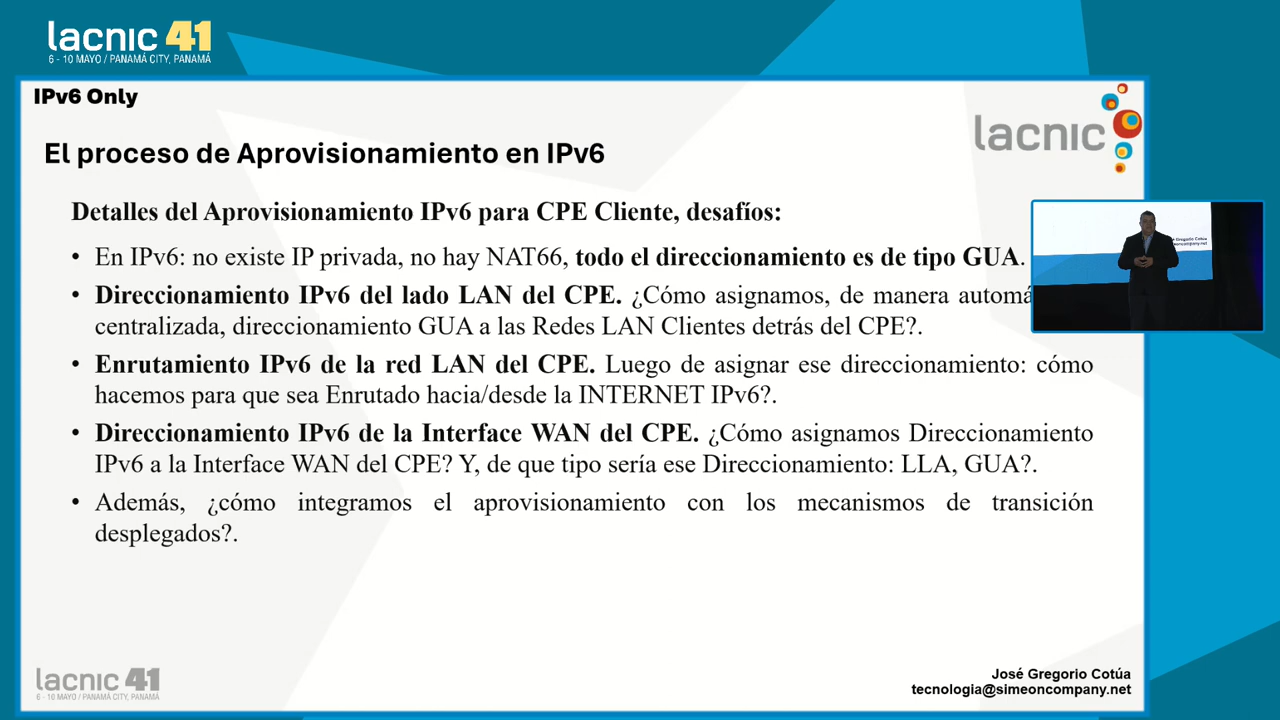 lacnic 41
6 - 10 MAYO / PANAMÁ CITY, PANAMÁ
IPv6 Only
lacnic
El proceso de Aprovisionamiento en IPv6
Detalles del Aprovisionamiento IPv6 para CPE Cliente, desafíos:
• En IPv6: no existe IP privada, no hay NAT66, todo el direccionamiento es de tipo GUA.
• Direccionamiento IPv6 del lado LAN del CPE. ¿Cómo asignamos, de manera
centralizada, direccionamiento GUA a las Redes LAN Clientes detrás del CPE?.
• Enrutamiento IPv6 de la red LAN del CPE. Luego de asignar ese direccionamiento: cómo
hacemos para que sea Enrutado hacia/desde la INTERNET IPv6?.
• Direccionamiento IPv6 de la Interface WAN del CPE. ¿Cómo asignamos Direccionamiento
IPv6 a la Interface WAN del CPE? Y, de que tipo sería ese Direccionamiento: LLA, GUA?.
• Además, ¿cómo integramos el aprovisionamiento con los mecanismos de transición
desplegados?.
lacnic 41
6 - 10 MAYO / PANAMÁ CITY, PANAMÁ
José Gregorio Cotúa
tecnologia@simeoncompany.net